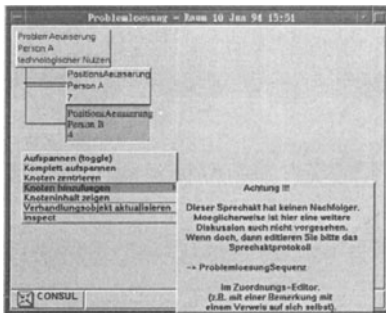 Problemloesung - Raum 10 Jan 94 15:51
Problem Aeusserung
Person A
technologischer Nutzen
PositionsAeusserung
Person A
7
PositionsAeusserung
Person B
4
Aufspannen (toggle)
Komplett aufspannen
Knoten zentrieren
Knoten hinzufuegen
Knoteninhalt zeigen
Verhandlungsobjekt aktualisieren
Inspect
Achtung !!!
Dieser Sprechakt hat keinen Nachfolger.
Moeglicherweise ist hier eine weitere
Diskussion auch nicht vorgesehen.
Wenn doch, dann editieren Sie bitte das
Sprechaktprotokoll
--> ProblemloesungSequenz
im Zuordnungs-Editor.
(z.B. mit einer Bemerkung mit
einem Verweis auf sich selbst).
CONSUL